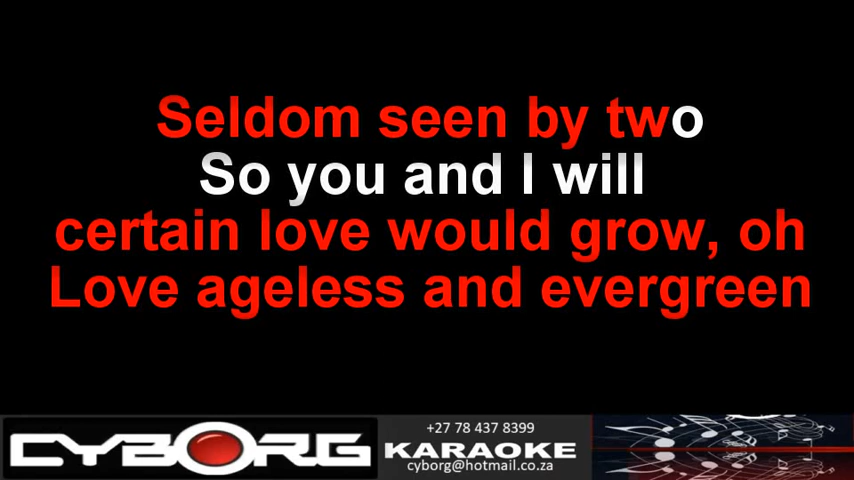 Seldom seen by two
So you and I will
certain love would grow, oh
Love ageless and evergreen
CYBORG
+27 78 437 8399
KARAOKE
cyborg@hotmail.co.za